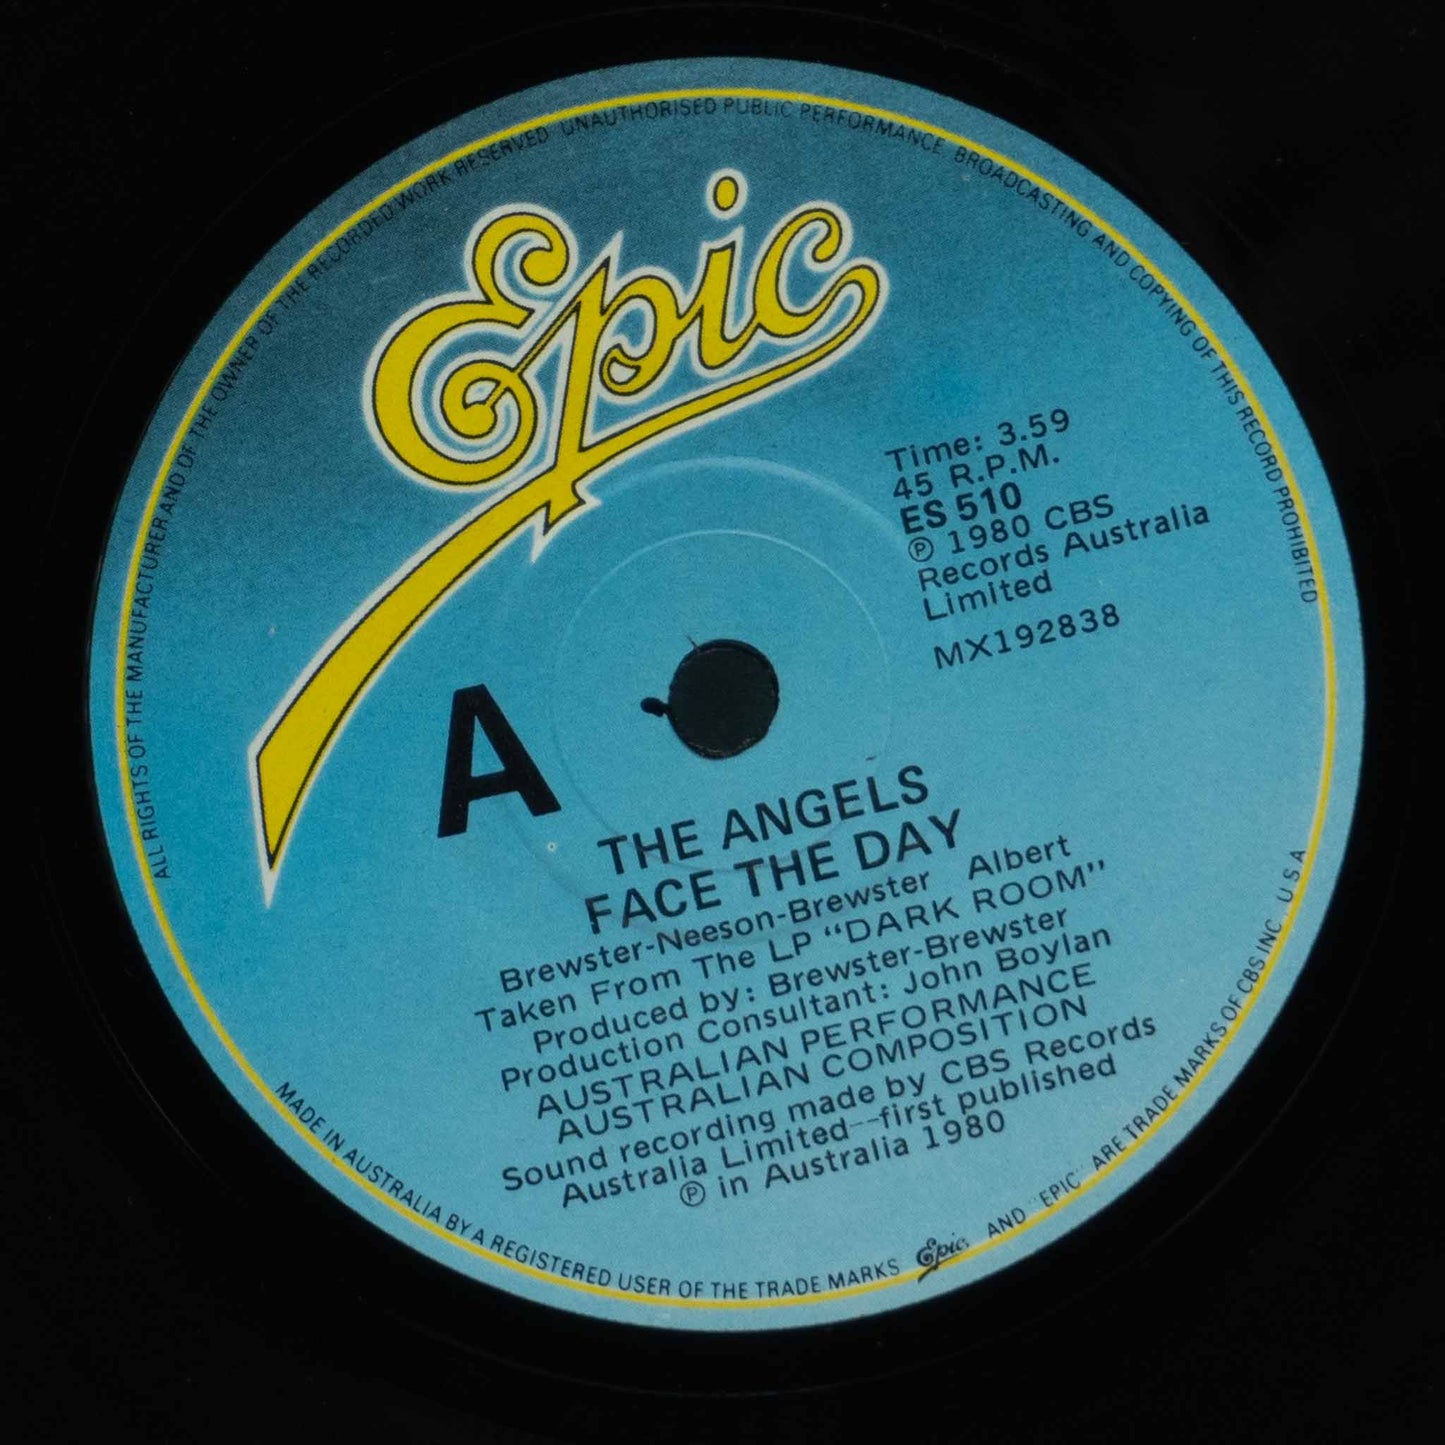 ALL RIGHTS OF THE MANUFACTURER AND OF THE OWNER OF THE RECORDED WORK RESERVED UNAUTHORISED PUBLIC PERFORMANCE BROADCASTING AND COPYING OF THIS RECORD PROHIBITED
Epic
Time: 3.59
45 R.P.M.
ES 510
℗ 1980 CBS
Records Australia
Limited
MX192838
A
THE ANGELS
FACE THE DAY
Brewster-Neeson-Brewster Albert
Taken From The LP “DARK ROOM”
Produced by: Brewster-Brewster
Production Consultant: John Boylan
AUSTRALIAN PERFORMANCE
AUSTRALIAN COMPOSITION
Sound recording made by CBS Records
Australia Limited--first published
℗ in Australia 1980
MADE IN AUSTRALIA BY A REGISTERED USER OF THE TRADE MARKS Epic AND "EPIC" ARE TRADE MARKS OF CBS INC. U.S.A.